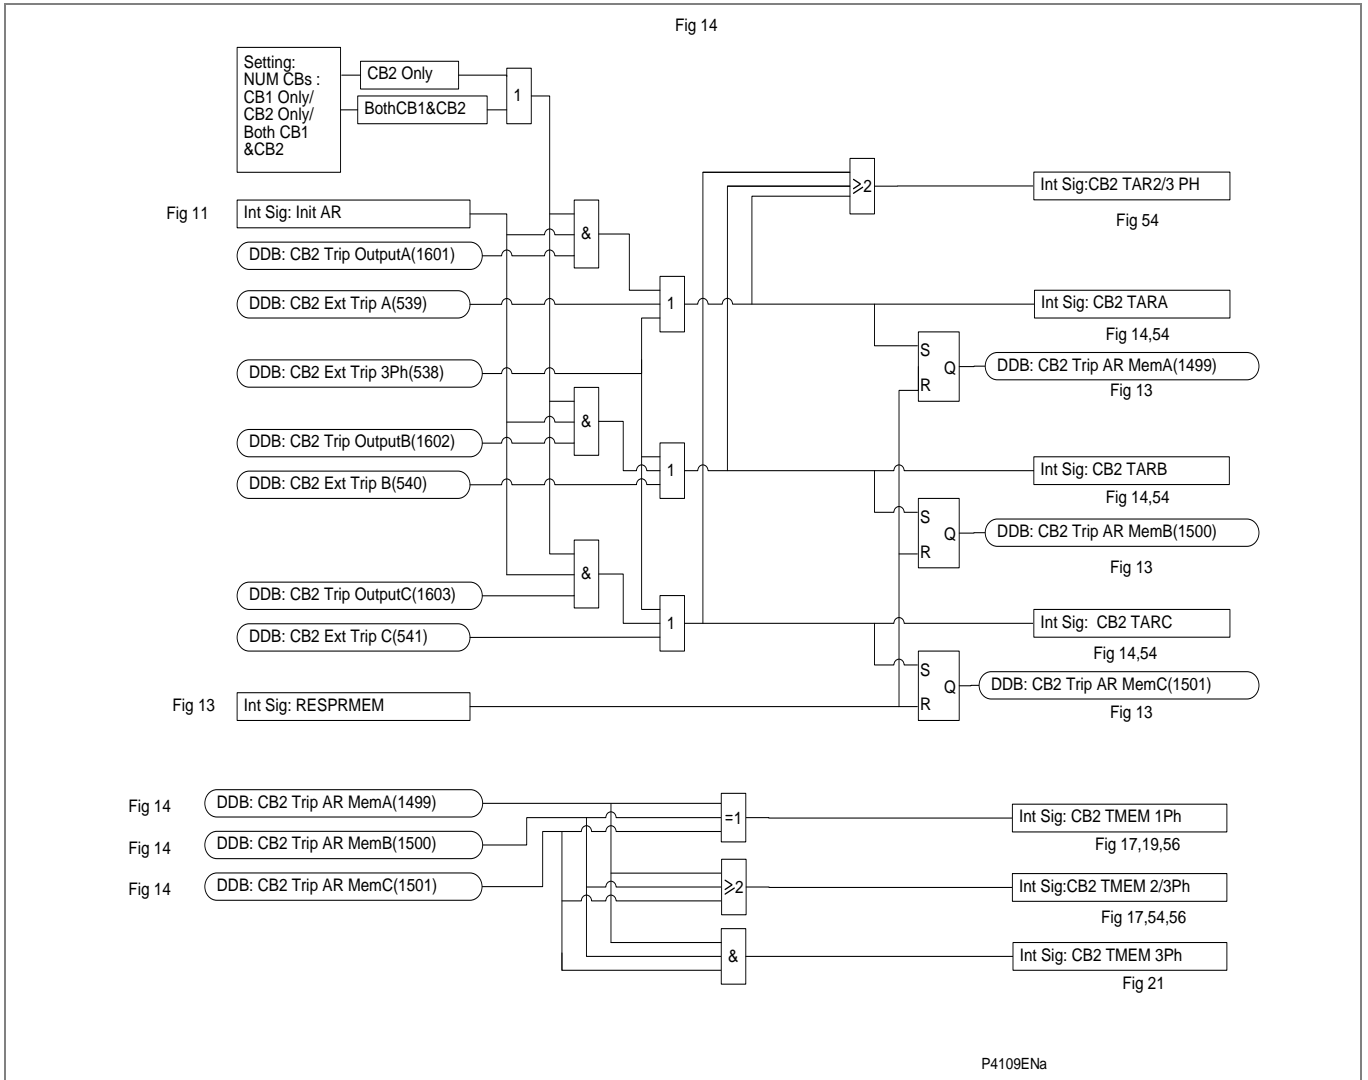 Fig 14
Setting:
NUM CBs :
CB1 Only/
CB2 Only/
Both CB1
&CB2
CB2 Only
BothCB1&CB2
1
Fig 11
Int Sig: Init AR
DDB: CB2 Trip OutputA(1601)
&
DDB: CB2 Ext Trip A(539)
1
DDB: CB2 Ext Trip 3Ph(538)
&
DDB: CB2 Trip OutputB(1602)
DDB: CB2 Ext Trip B(540)
1
&
DDB: CB2 Trip OutputC(1603)
DDB: CB2 Ext Trip C(541)
1
Fig 13
Int Sig: RESPRMEM
⩾2
Int Sig:CB2 TAR2/3 PH
Fig 54
Int Sig: CB2 TARA
Fig 14,54
S
Q
R
DDB: CB2 Trip AR MemA(1499)
Fig 13
Int Sig: CB2 TARB
Fig 14,54
S
Q
R
DDB: CB2 Trip AR MemB(1500)
Fig 13
Int Sig: CB2 TARC
Fig 14,54
S
Q
R
DDB: CB2 Trip AR MemC(1501)
Fig 13
Fig 14
DDB: CB2 Trip AR MemA(1499)
Fig 14
DDB: CB2 Trip AR MemB(1500)
Fig 14
DDB: CB2 Trip AR MemC(1501)
=1
Int Sig: CB2 TMEM 1Ph
Fig 17,19,56
⩾2
Int Sig:CB2 TMEM 2/3Ph
Fig 17,54,56
&
Int Sig: CB2 TMEM 3Ph
Fig 21
P4109ENa